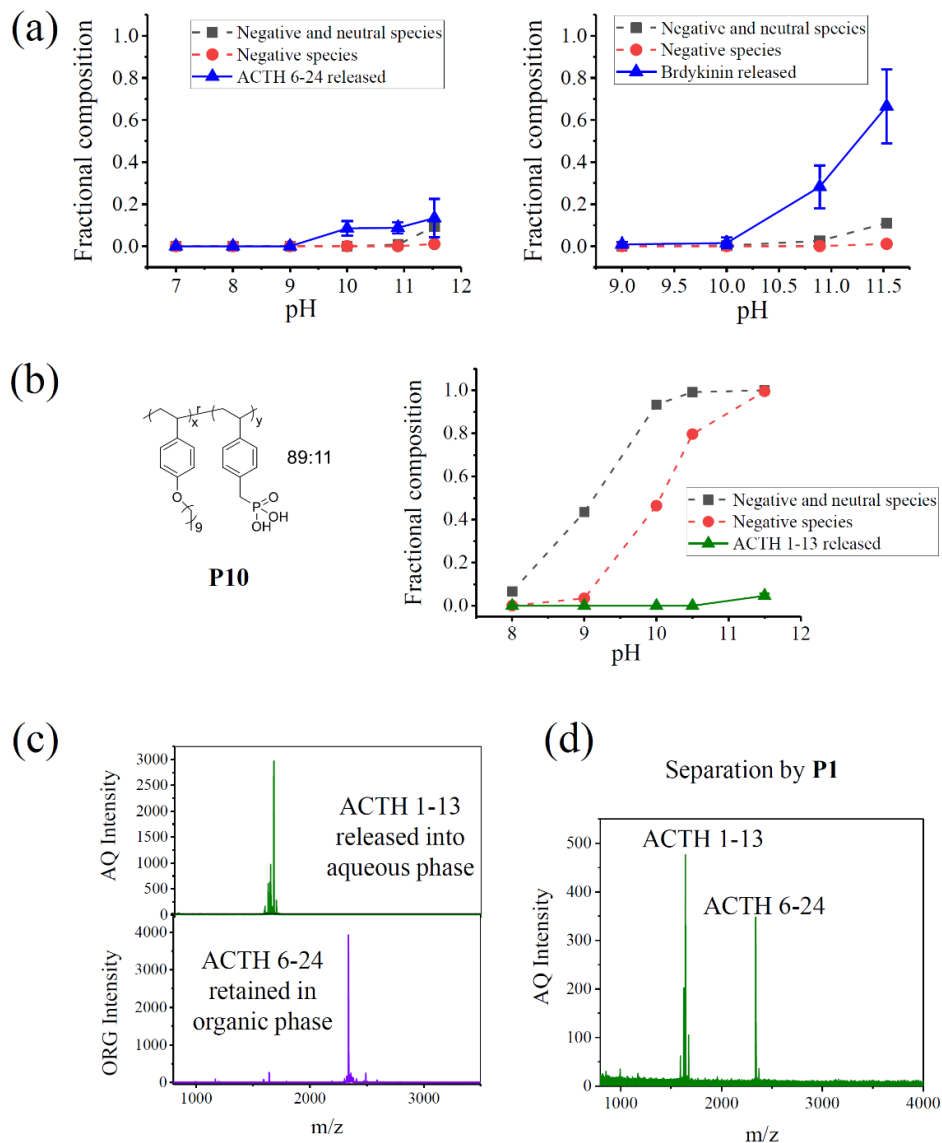 (a)
1.0
0.8
0.6
0.4
0.2
0.0
Fractional composition
Negative and neutral species
Negative species
ACTH 6-24 released
7
8
9
10
11
12
pH
1.0
0.8
0.6
0.4
0.2
0.0
Fractional composition
Negative and neutral species
Negative species
Brdykinin released
9.0
9.5
10.0
10.5
11.0
11.5
pH
(b)
r
x
y
89:11
O
9
P
O
OH
OH
P10
1.0
0.8
0.6
0.4
0.2
0.0
Fractional composition
Negative and neutral species
Negative species
ACTH 1-13 released
8
9
10
11
12
pH
(c)
3000
2500
2000
1500
1000
500
0
AQ Intensity
ACTH 1-13
released into
aqueous phase
4000
3000
2000
1000
0
ORG Intensity
ACTH 6-24
retained in
organic phase
1000
2000
3000
m/z
(d)
Separation by P1
500
400
300
200
100
0
AQ Intensity
ACTH 1-13
ACTH 6-24
1000
2000
3000
4000
m/z